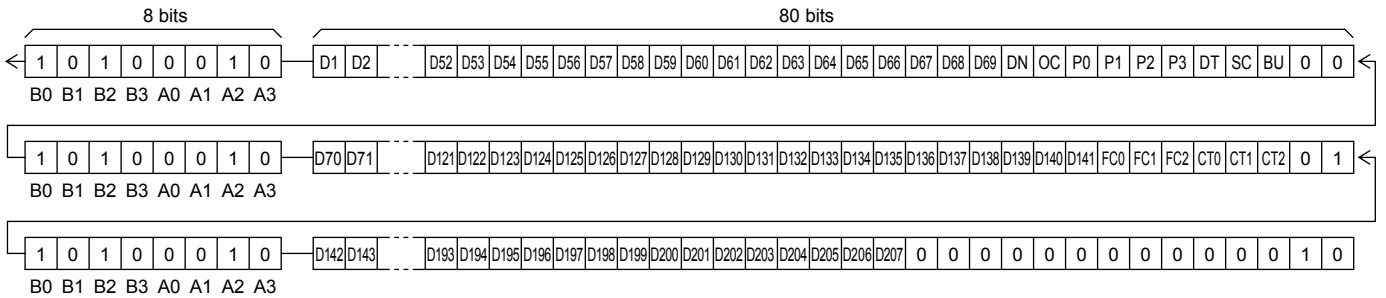 8 bits 80 bits
1 0 1 0 0 0 1 0 D1 D2 D52 D53 D54 D55 D56 D57 D58 D59 D60 D61 D62 D63 D64 D65 D66 D67 D68 D69 DN OC P0 P1 P2 P3 DT SC BU 0 0
B0 B1 B2 B3 A0 A1 A2 A3
1 0 1 0 0 0 1 0 D70 D71 D121 D122 D123 D124 D125 D126 D127 D128 D129 D130 D131 D132 D133 D134 D135 D136 D137 D138 D139 D140 D141 FC0 FC1 FC2 CT0 CT1 CT2 0 1
B0 B1 B2 B3 A0 A1 A2 A3
1 0 1 0 0 0 1 0 D142 D143 D193 D194 D195 D196 D197 D198 D199 D200 D201 D202 D203 D204 D205 D206 D207 0 0 0 0 0 0 0 0 0 0 0 0 1 0
B0 B1 B2 B3 A0 A1 A2 A3